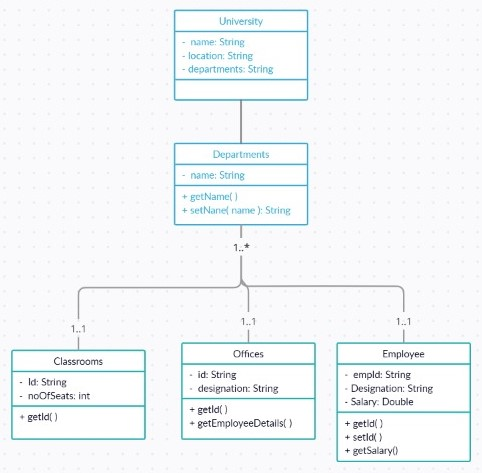 University
- name: String
- location: String
- departments: String
Departments
- name: String
+ getName( )
+ setNane( name ): String
1..*
1..1
1..1
1..1
Classrooms
- Id: String
- noOfSeats: int
+ getId( )
Offices
- id: String
- designation: String
+ getId( )
+ getEmployeeDetails( )
Employee
- empId: String
- Designation: String
- Salary: Double
+ getId( )
+ setId( )
+ getSalary()